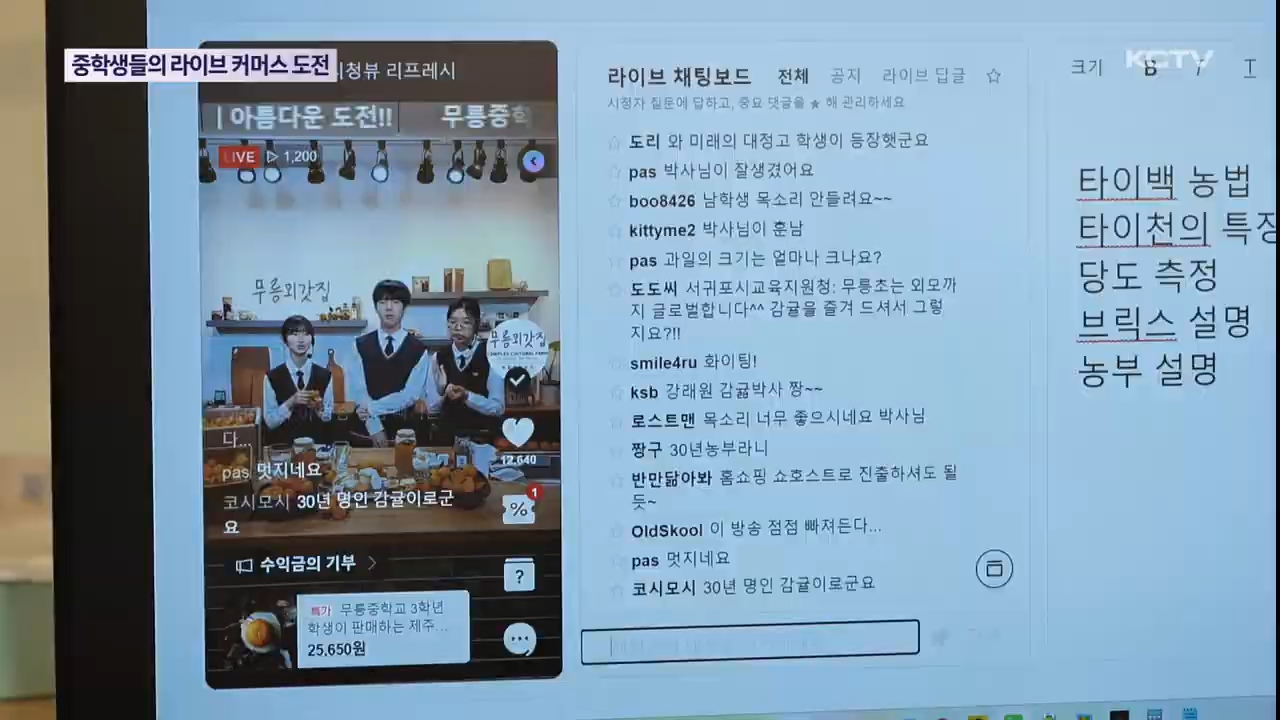 중학생들의 라이브 커머스 도전
시청뷰 리프레시
KCTV
아름다운 도전!!
무릉중학
LIVE
1,200
무릉외갓집
무릉외갓집
다...
pas 멋지네요
코시모시 30년 명인 감귤이로군
요
12,640
1
%
?
수익금의 기부
특가 무릉중학교 3학년
학생이 판매하는 제주...
25,650원
라이브 채팅보드 전체 공지 라이브 답글
시청자 질문에 답하고, 중요 댓글을 ★ 해 관리하세요
도리 와 미래의 대정고 학생이 등장햇군요
pas 박사님이 잘생겼어요
boo8426 남학생 목소리 안들려요~~
kittyme2 박사님이 훈남
pas 과일의 크기는 얼마나 크나요?
도도씨 서귀포시교육지원청: 무릉초는 외모까
지 글로벌합니다^^ 감귤을 즐겨 드셔서 그렇
지요?!!
smile4ru 화이팅!
ksb 강래원 감귤박사 짱~~
로스트맨 목소리 너무 좋으시네요 박사님
짱구 30년농부라니
반만닮아봐 홈쇼핑 쇼호스트로 진출하셔도 될
듯~
OldSkool 이 방송 점점 빠져든다...
pas 멋지네요
코시모시 30년 명인 감귤이로군요
크기 B I T
타이백 농법
타이천의 특징
당도 측정
브릭스 설명
농부 설명